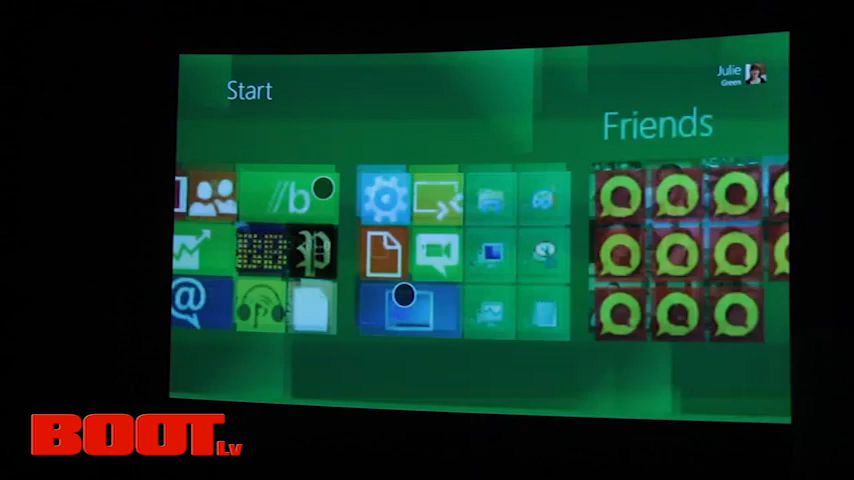 Start
Julie
Green
Friends
//b
@
P
BOOT.Lv